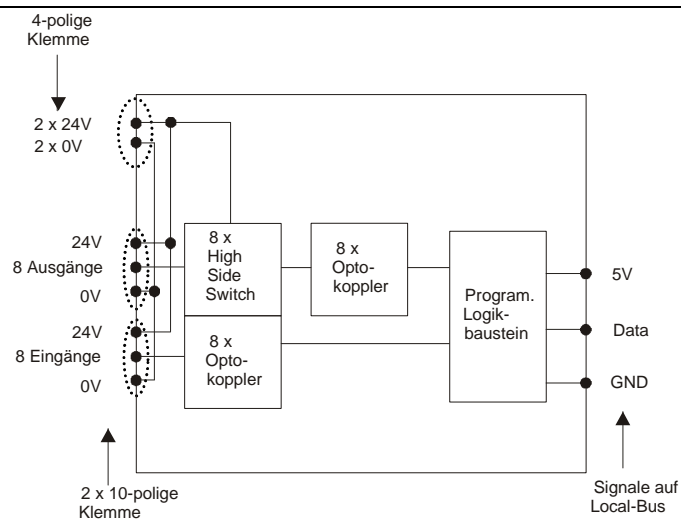 4-polige
Klemme
2 x 24V
2 x 0V
24V
8 Ausgänge
0V
24V
8 Eingänge
0V
8 x
High
Side
Switch
8 x
Opto-
koppler
8 x
Opto-
koppler
Program.
Logik-
baustein
5V
Data
GND
2 x 10-polige
Klemme
Signale auf
Local-Bus